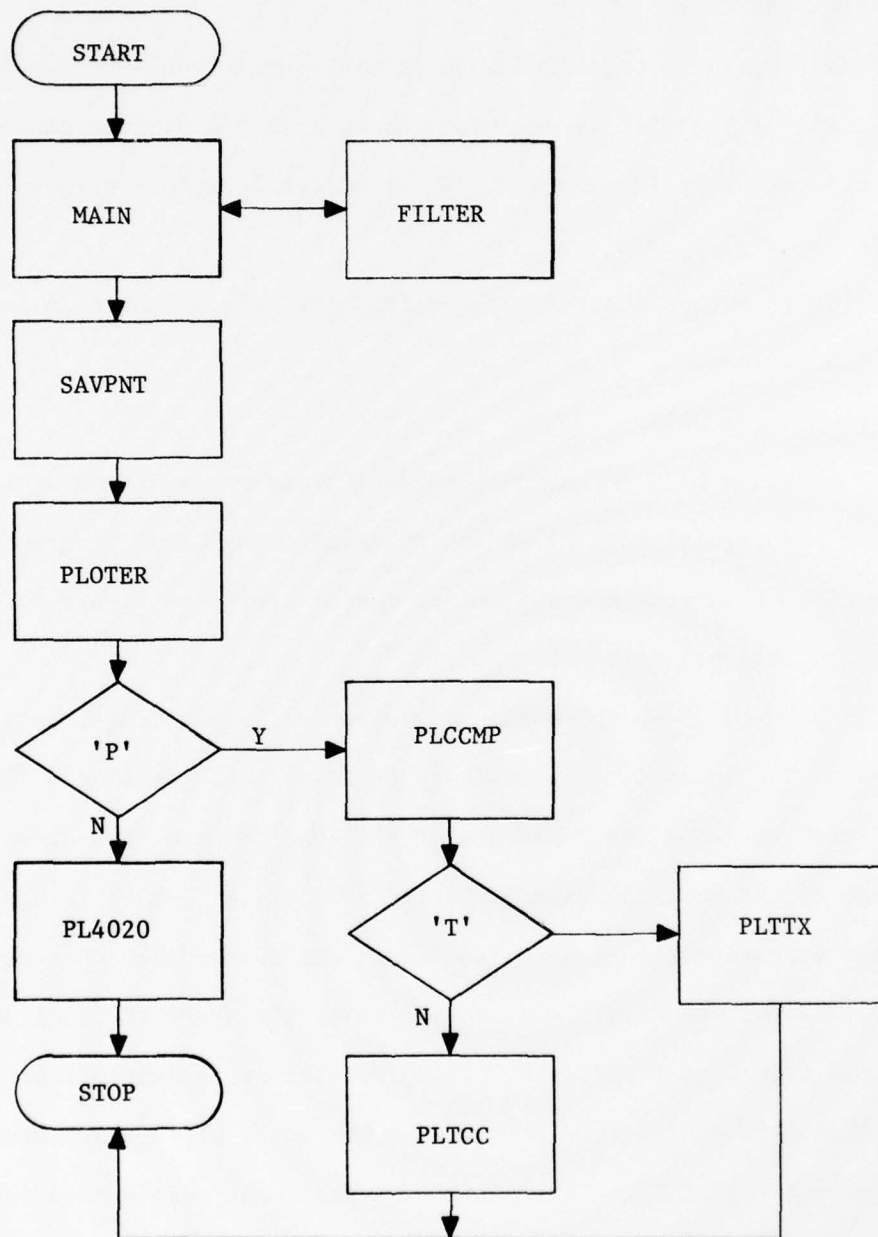 START
MAIN
FILTER
SAVPNT
PLOTER
'P'
Y
PLCCMP
N
PL4020
'T'
PLTTX
N
STOP
PLTCC